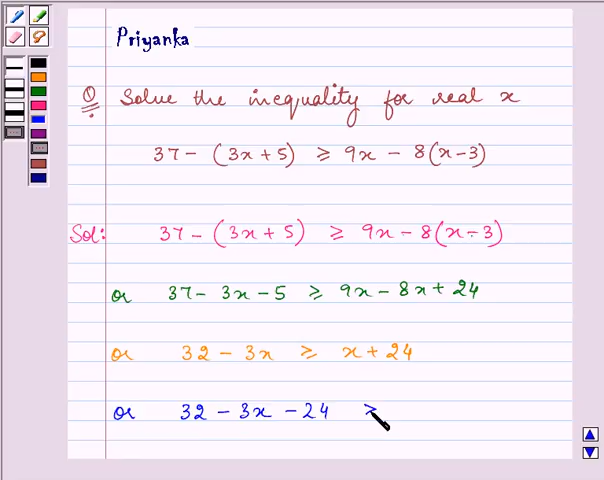 Priyanka
Q Solve the inequality for real x
37 - (3x + 5) ≥ 9x - 8(x-3)
Sol: 37 - (3x + 5) ≥ 9x - 8(x - 3)
or 37 - 3x - 5 ≥ 9x - 8x + 24
or 32 - 3x ≥ x + 24
or 32 - 3x - 24 ≥